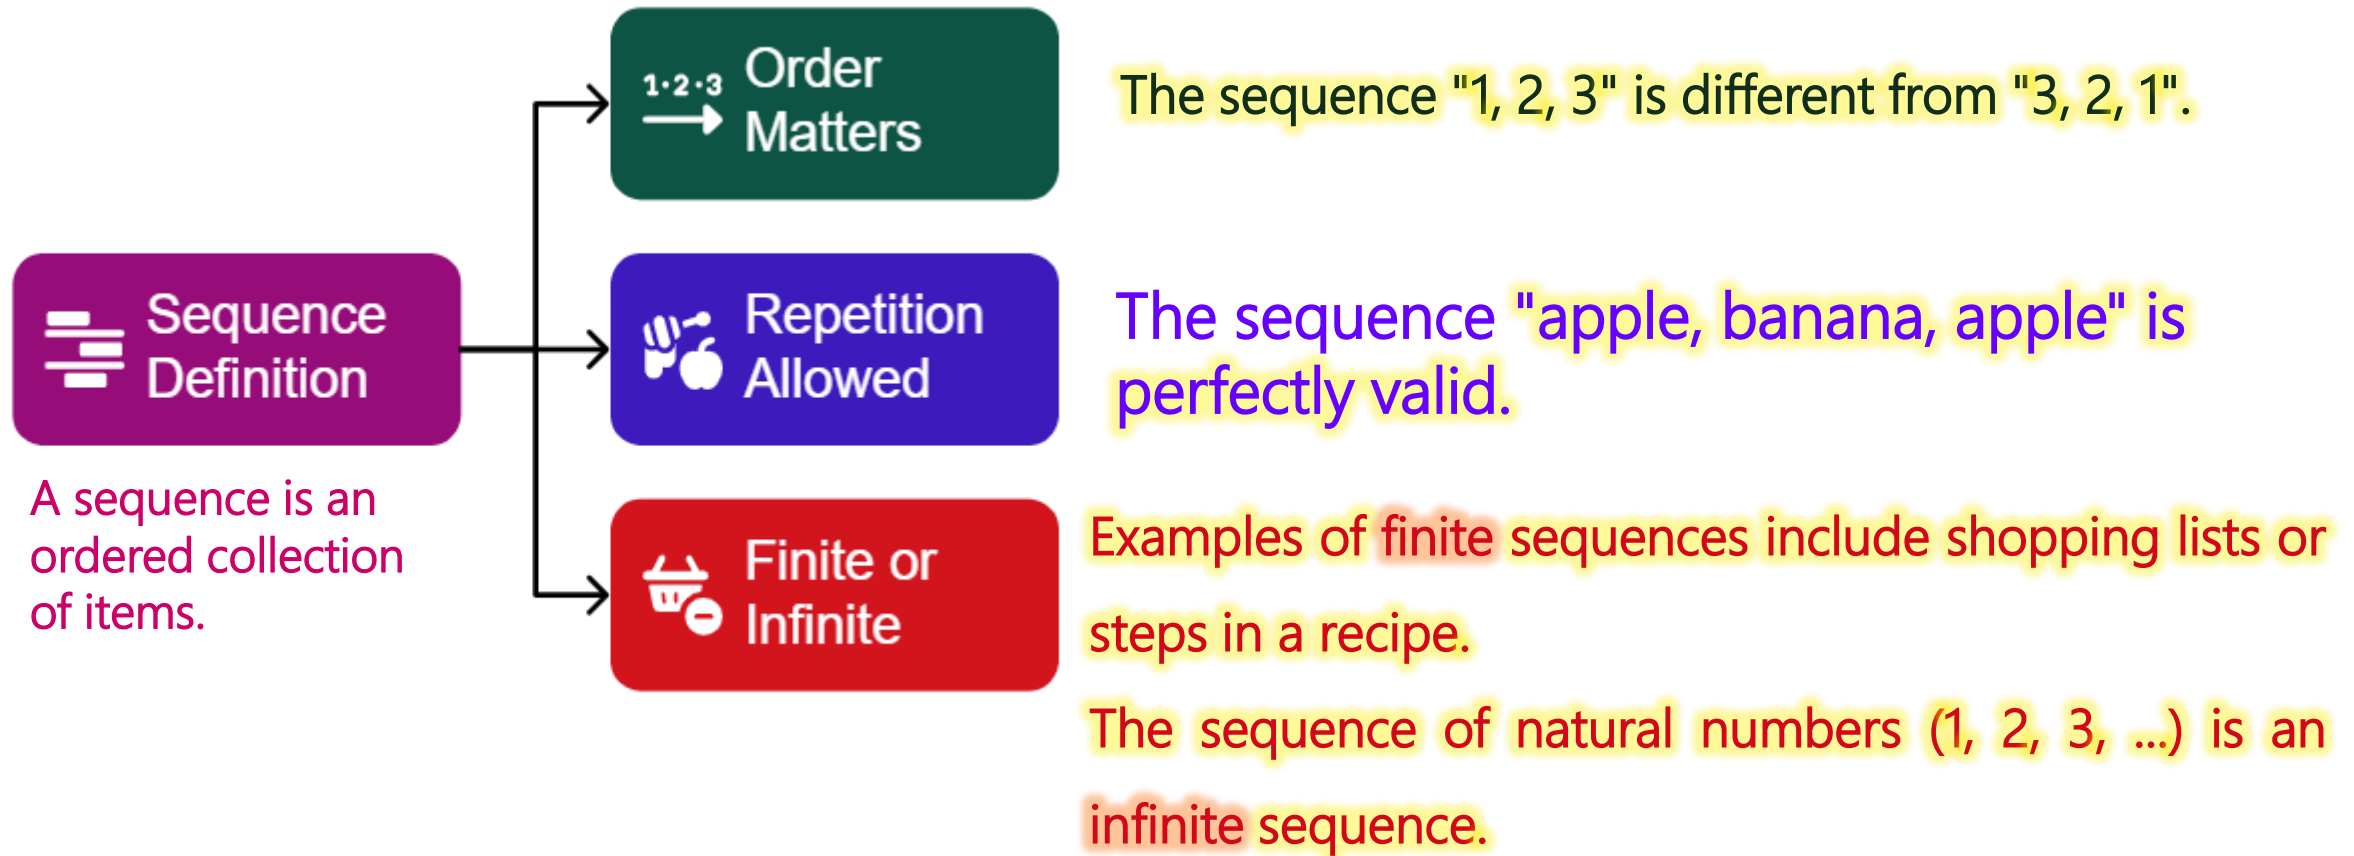 Sequence
Definition
A sequence is an
ordered collection
of items.
1·2·3
Order
Matters
The sequence "1, 2, 3" is different from "3, 2, 1".
Repetition
Allowed
The sequence "apple, banana, apple" is
perfectly valid.
Finite or
Infinite
Examples of finite sequences include shopping lists or
steps in a recipe.
The sequence of natural numbers (1, 2, 3, ...) is an
infinite sequence.